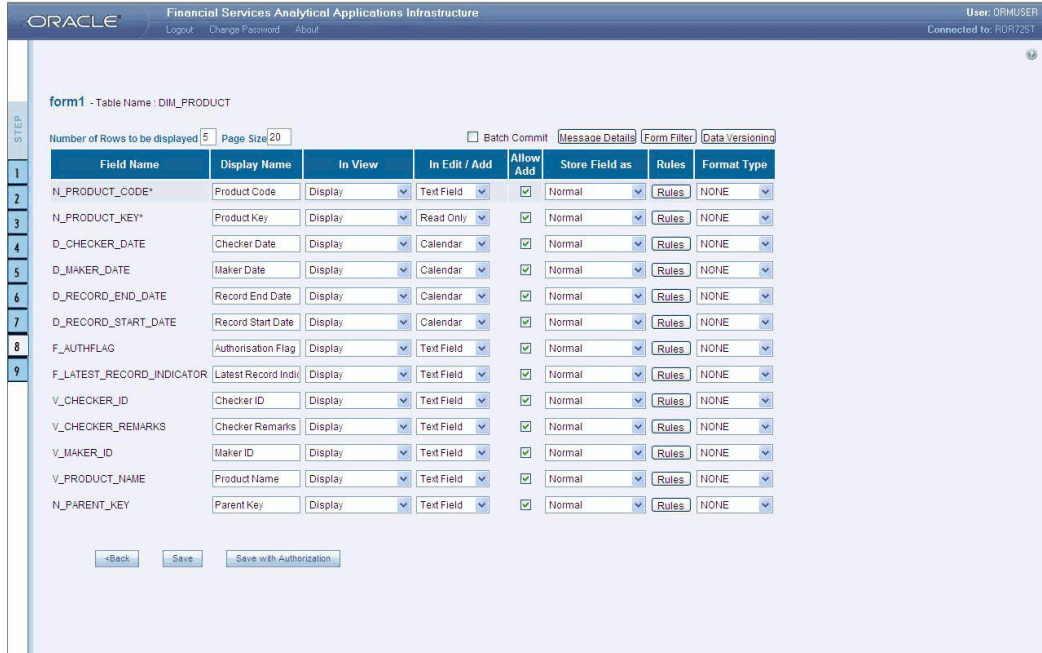 ORACLE
Financial Services Analytical Applications Infrastructure
Logout Change Password About
User: ORMUSER
Connected to: ROR72ST
form1 - Table Name : DIM_PRODUCT
STEP
1
2
3
4
5
6
7
8
9
Number of Rows to be displayed 5 Page Size 20 Batch Commit Message Details Form Filter Data Versioning
Field Name Display Name In View In Edit / Add Allow Add Store Field as Rules Format Type
N_PRODUCT_CODE* Product Code Display Text Field Normal Rules NONE
N_PRODUCT_KEY* Product Key Display Read Only Normal Rules NONE
D_CHECKER_DATE Checker Date Display Calendar Normal Rules NONE
D_MAKER_DATE Maker Date Display Calendar Normal Rules NONE
D_RECORD_END_DATE Record End Date Display Calendar Normal Rules NONE
D_RECORD_START_DATE Record Start Date Display Calendar Normal Rules NONE
F_AUTHFLAG Authorisation Flag Display Text Field Normal Rules NONE
F_LATEST_RECORD_INDICATOR Latest Record Indic Display Text Field Normal Rules NONE
V_CHECKER_ID Checker ID Display Text Field Normal Rules NONE
V_CHECKER_REMARKS Checker Remarks Display Text Field Normal Rules NONE
V_MAKER_ID Maker ID Display Text Field Normal Rules NONE
V_PRODUCT_NAME Product Name Display Text Field Normal Rules NONE
N_PARENT_KEY Parent Key Display Text Field Normal Rules NONE
<Back Save Save with Authorization